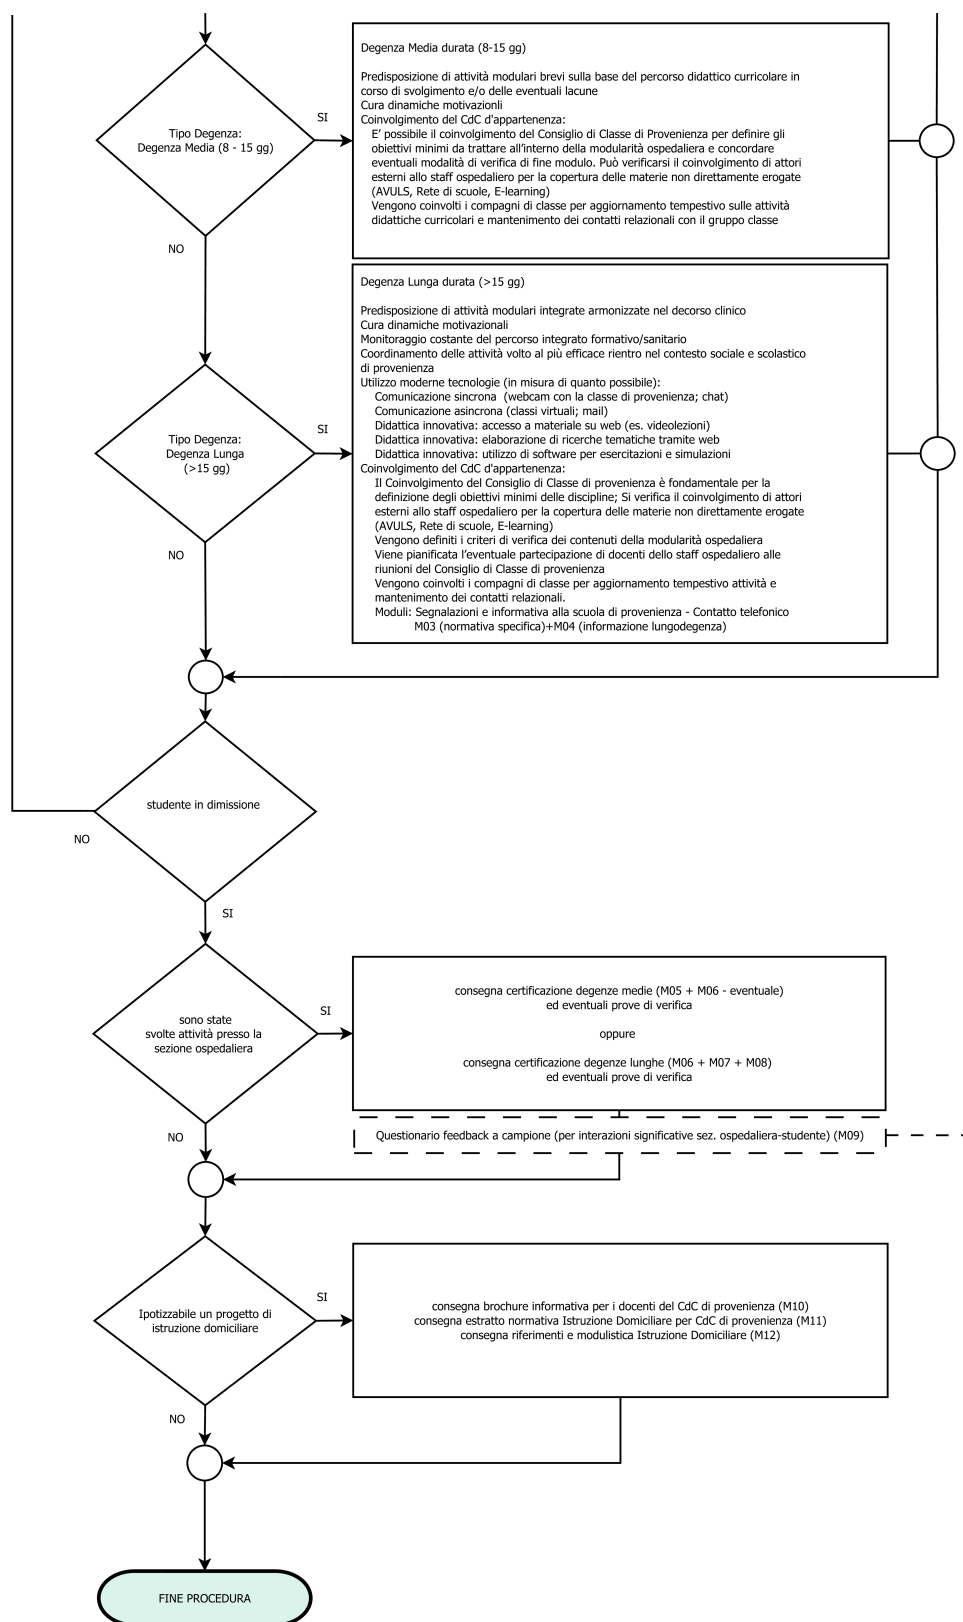 Degenza Media durata (8-15 gg)
Predisposizione di attività modulari brevi sulla base del percorso didattico curricolare in
corso di svolgimento e/o delle eventuali lacune
Cura dinamiche motivazionli
Coinvolgimento del CdC d'appartenenza:
E' possibile il coinvolgimento del Consiglio di Classe di Provenienza per definire gli
obiettivi minimi da trattare all'interno della modularità ospedaliera e concordare
eventuali modalità di verifica di fine modulo. Può verificarsi il coinvolgimento di attori
esterni allo staff ospedaliero per la copertura delle materie non direttamente erogate
(AVULS, Rete di scuole, E-learning)
Vengono coinvolti i compagni di classe per aggiornamento tempestivo sulle attività
didattiche curricolari e mantenimento dei contatti relazionali con il gruppo classe
SI
Tipo Degenza:
Degenza Media (8 - 15 gg)
NO
Degenza Lunga durata (>15 gg)
Predisposizione di attività modulari integrate armonizzate nel decorso clinico
Cura dinamiche motivazionali
Monitoraggio costante del percorso integrato formativo/sanitario
Coordinamento delle attività volto al più efficace rientro nel contesto sociale e scolastico
di provenienza
Utilizzo moderne tecnologie (in misura di quanto possibile):
Comunicazione sincrona (webcam con la classe di provenienza; chat)
Comunicazione asincrona (classi virtuali; mail)
Didattica innovativa: accesso a materiale su web (es. videolezioni)
Didattica innovativa: elaborazione di ricerche tematiche tramite web
Didattica innovativa: utilizzo di software per esercitazioni e simulazioni
Coinvolgimento del CdC d'appartenenza:
Il Coinvolgimento del Consiglio di Classe di provenienza è fondamentale per la
definizione degli obiettivi minimi delle discipline; Si verifica il coinvolgimento di attori
esterni allo staff ospedaliero per la copertura delle materie non direttamente erogate
(AVULS, Rete di scuole, E-learning)
Vengono definiti i criteri di verifica dei contenuti della modularità ospedaliera
Viene pianificata l'eventuale partecipazione di docenti dello staff ospedaliero alle
riunioni del Consiglio di Classe di provenienza
Vengono coinvolti i compagni di classe per aggiornamento tempestivo attività e
mantenimento dei contatti relazionali.
Moduli: Segnalazioni e informativa alla scuola di provenienza - Contatto telefonico
M03 (normativa specifica)+M04 (informazione lungodegenza)
SI
Tipo Degenza:
Degenza Lunga
(>15 gg)
NO
studente in dimissione
NO
SI
sono state
svolte attività presso la
sezione ospedaliera
SI
consegna certificazione degenze medie (M05 + M06 - eventuale)
ed eventuali prove di verifica
oppure
consegna certificazione degenze lunghe (M06 + M07 + M08)
ed eventuali prove di verifica
NO
Questionario feedback a campione (per interazioni significative sez. ospedaliera-studente) (M09)
Ipotizzabile un progetto di
istruzione domiciliare
SI
consegna brochure informativa per i docenti del CdC di provenienza (M10)
consegna estratto normativa Istruzione Domiciliare per CdC di provenienza (M11)
consegna riferimenti e modulistica Istruzione Domiciliare (M12)
NO
FINE PROCEDURA